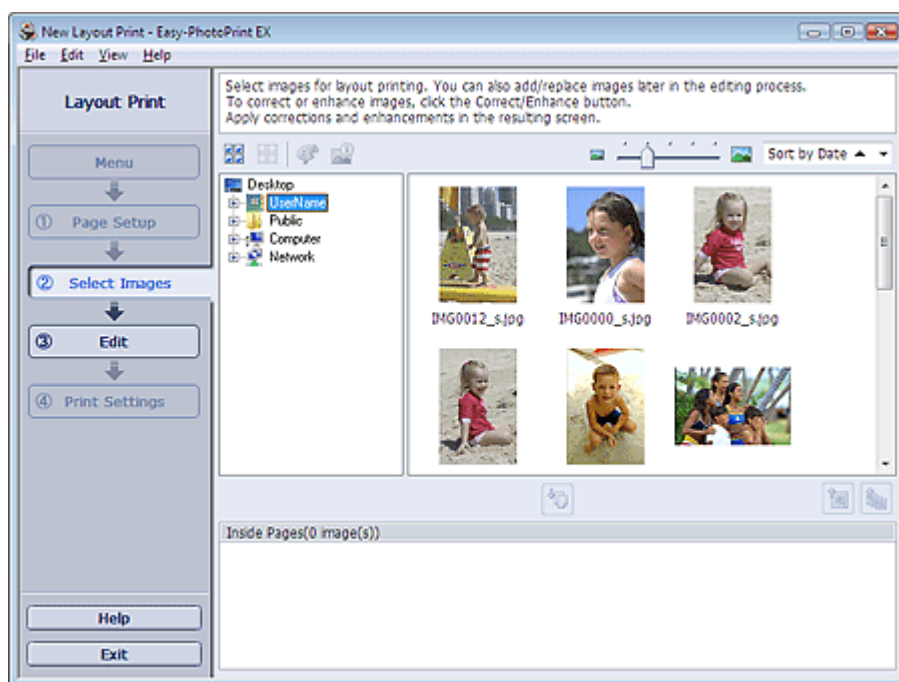 New Layout Print - Easy-PhotoPrint EX
File Edit View Help
Layout Print
Menu
① Page Setup
② Select Images
③ Edit
④ Print Settings
Help
Exit
Select images for layout printing. You can also add/replace images later in the editing process.
To correct or enhance images, click the Correct/Enhance button.
Apply corrections and enhancements in the resulting screen.
Sort by Date
Desktop
UserName
Public
Computer
Network
IMG0012_s.jpg IMG0000_s.jpg IMG0002_s.jpg
Inside Pages(0 image(s))